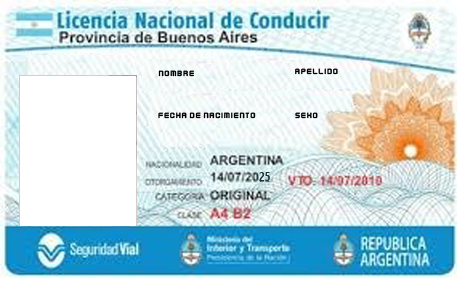 Licencia Nacional de Conducir
Provincia de Buenos Aires
NOMBRE APELLIDO
FECHA DE NACIMIENTO SEXO
NACIONALIDAD ARGENTINA
OTORGAMIENTO 14/07/2025 VTO. 14/07/2010
CATEGORIA ORIGINAL
CLASE A4 B2
Seguridad Vial
Ministerio del
Interior y Transporte
Presidencia de la Nación
REPUBLICA
ARGENTINA